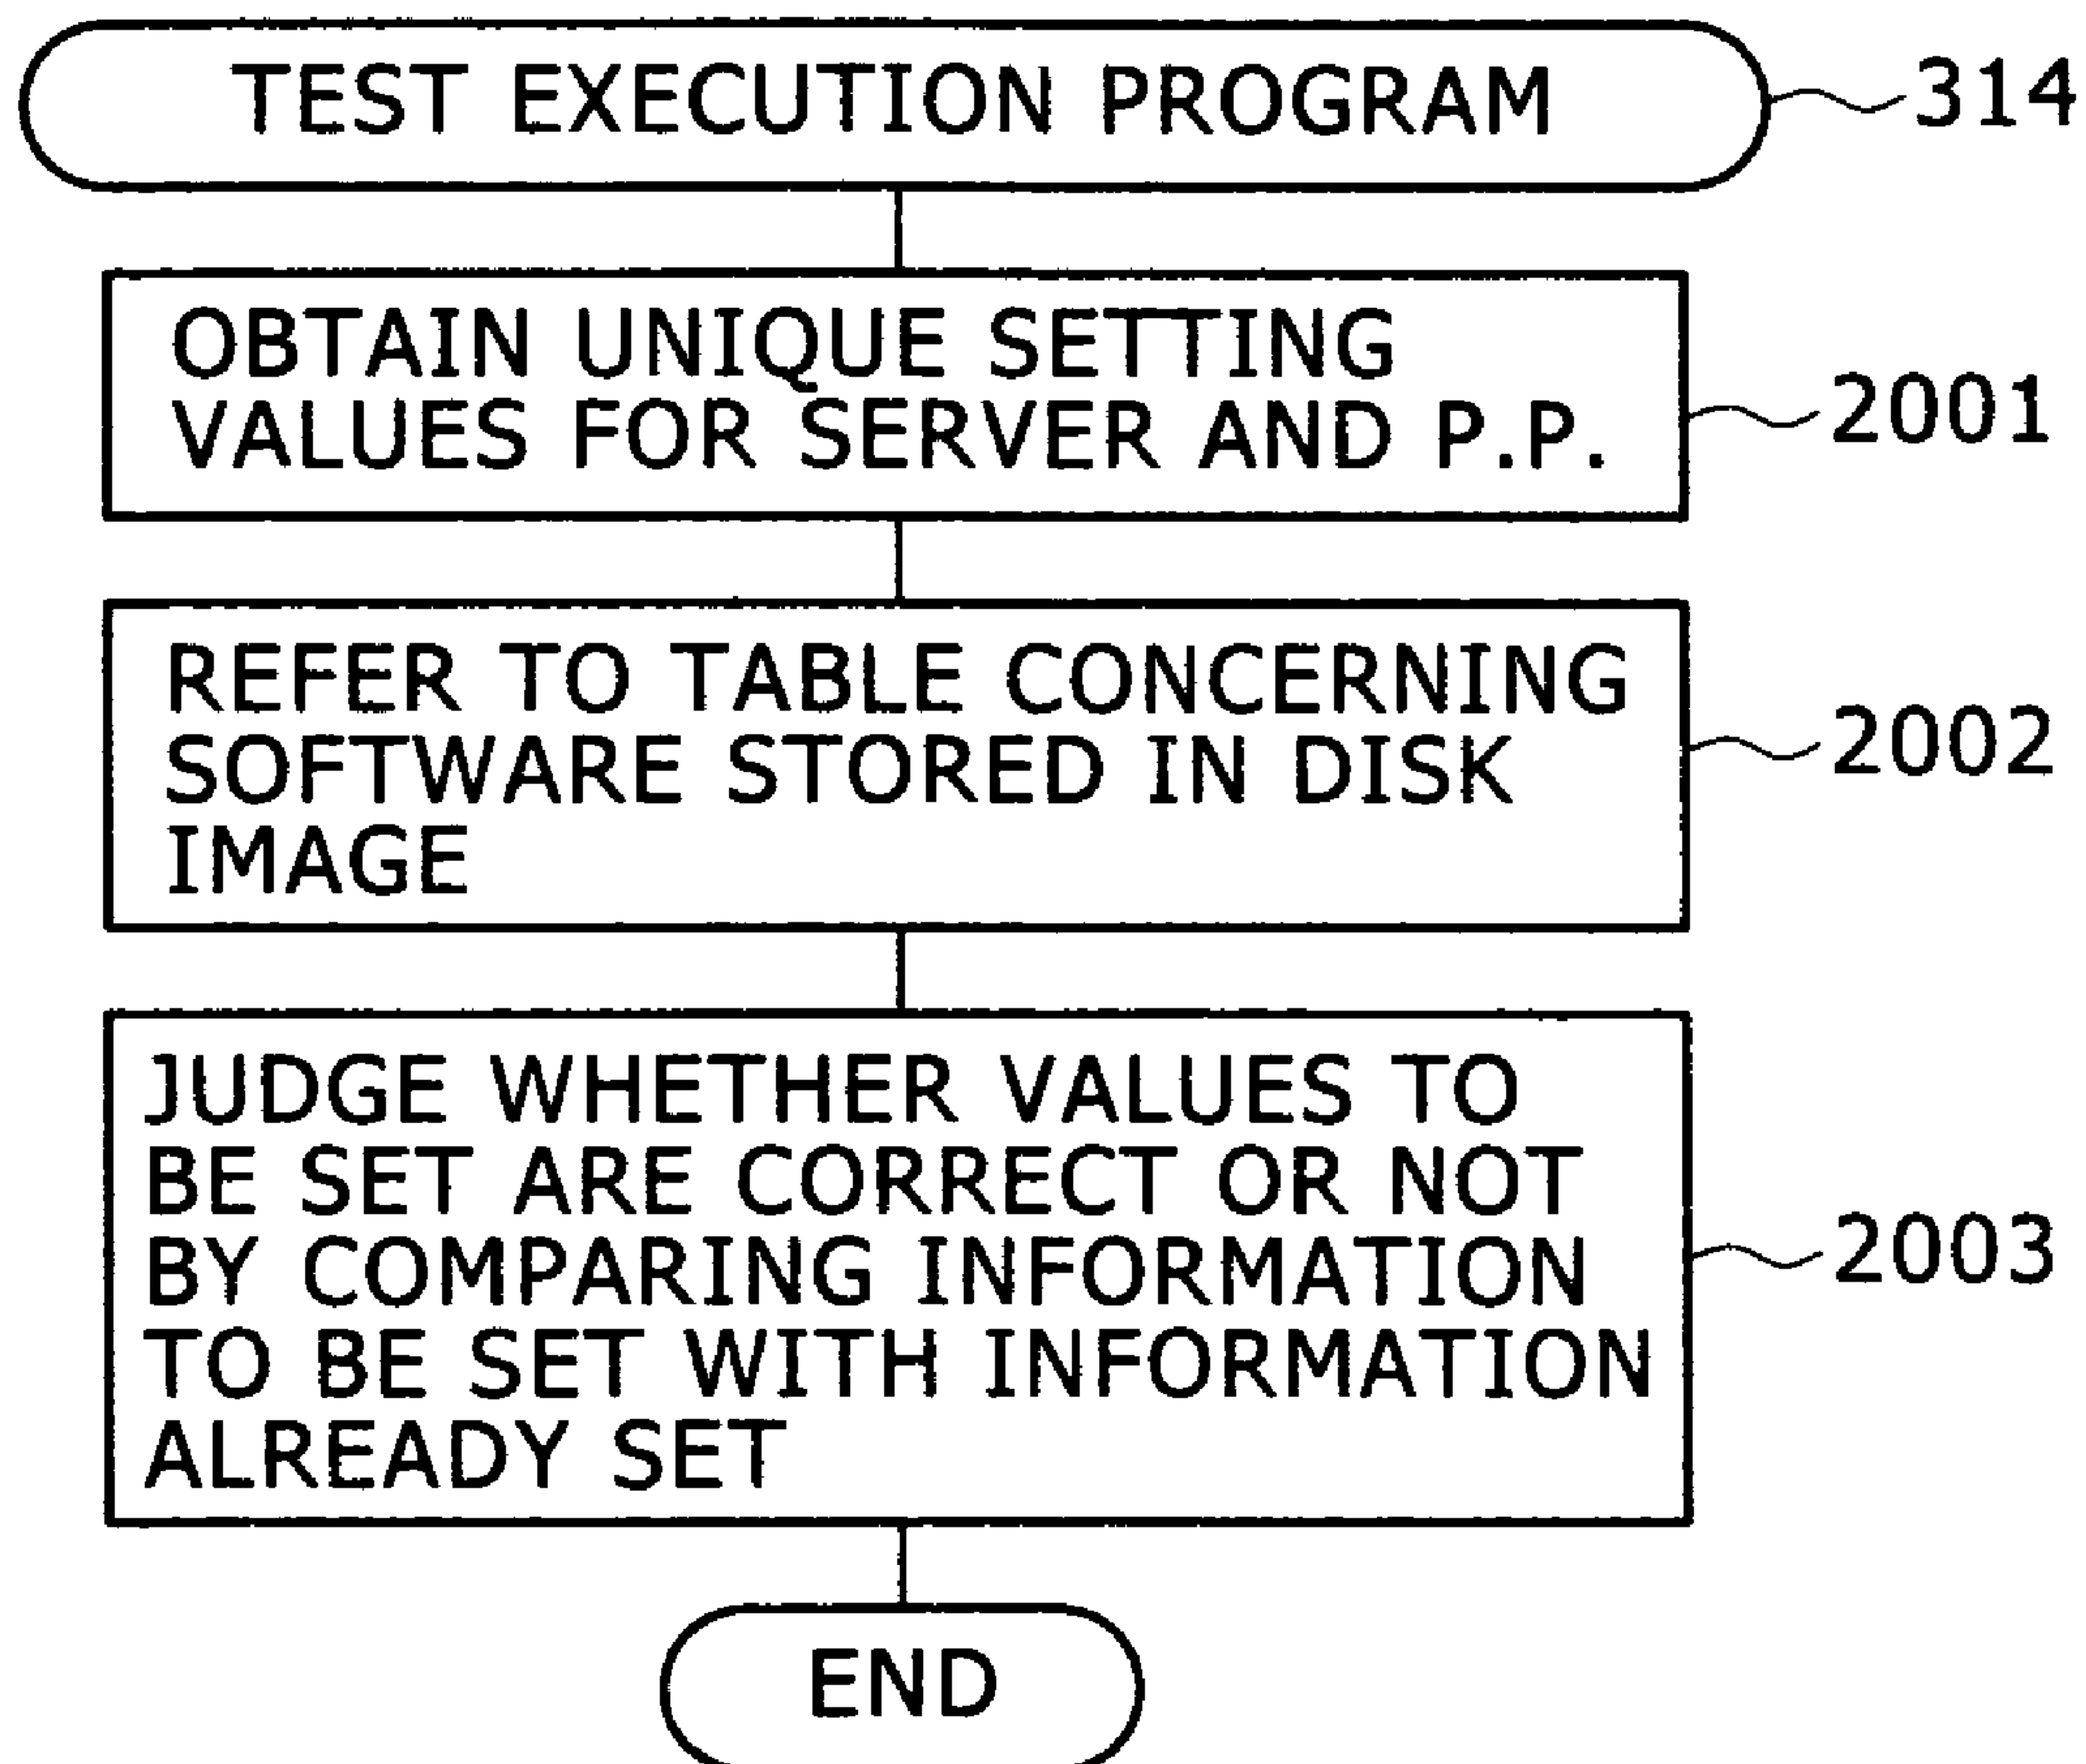 TEST EXECUTION PROGRAM
314
OBTAIN UNIQUE SETTING
VALUES FOR SERVER AND P.P.
2001
REFER TO TABLE CONCERNING
SOFTWARE STORED IN DISK
IMAGE
2002
JUDGE WHETHER VALUES TO
BE SET ARE CORRECT OR NOT
BY COMPARING INFORMATION
TO BE SET WITH INFORMATION
ALREADY SET
2003
END